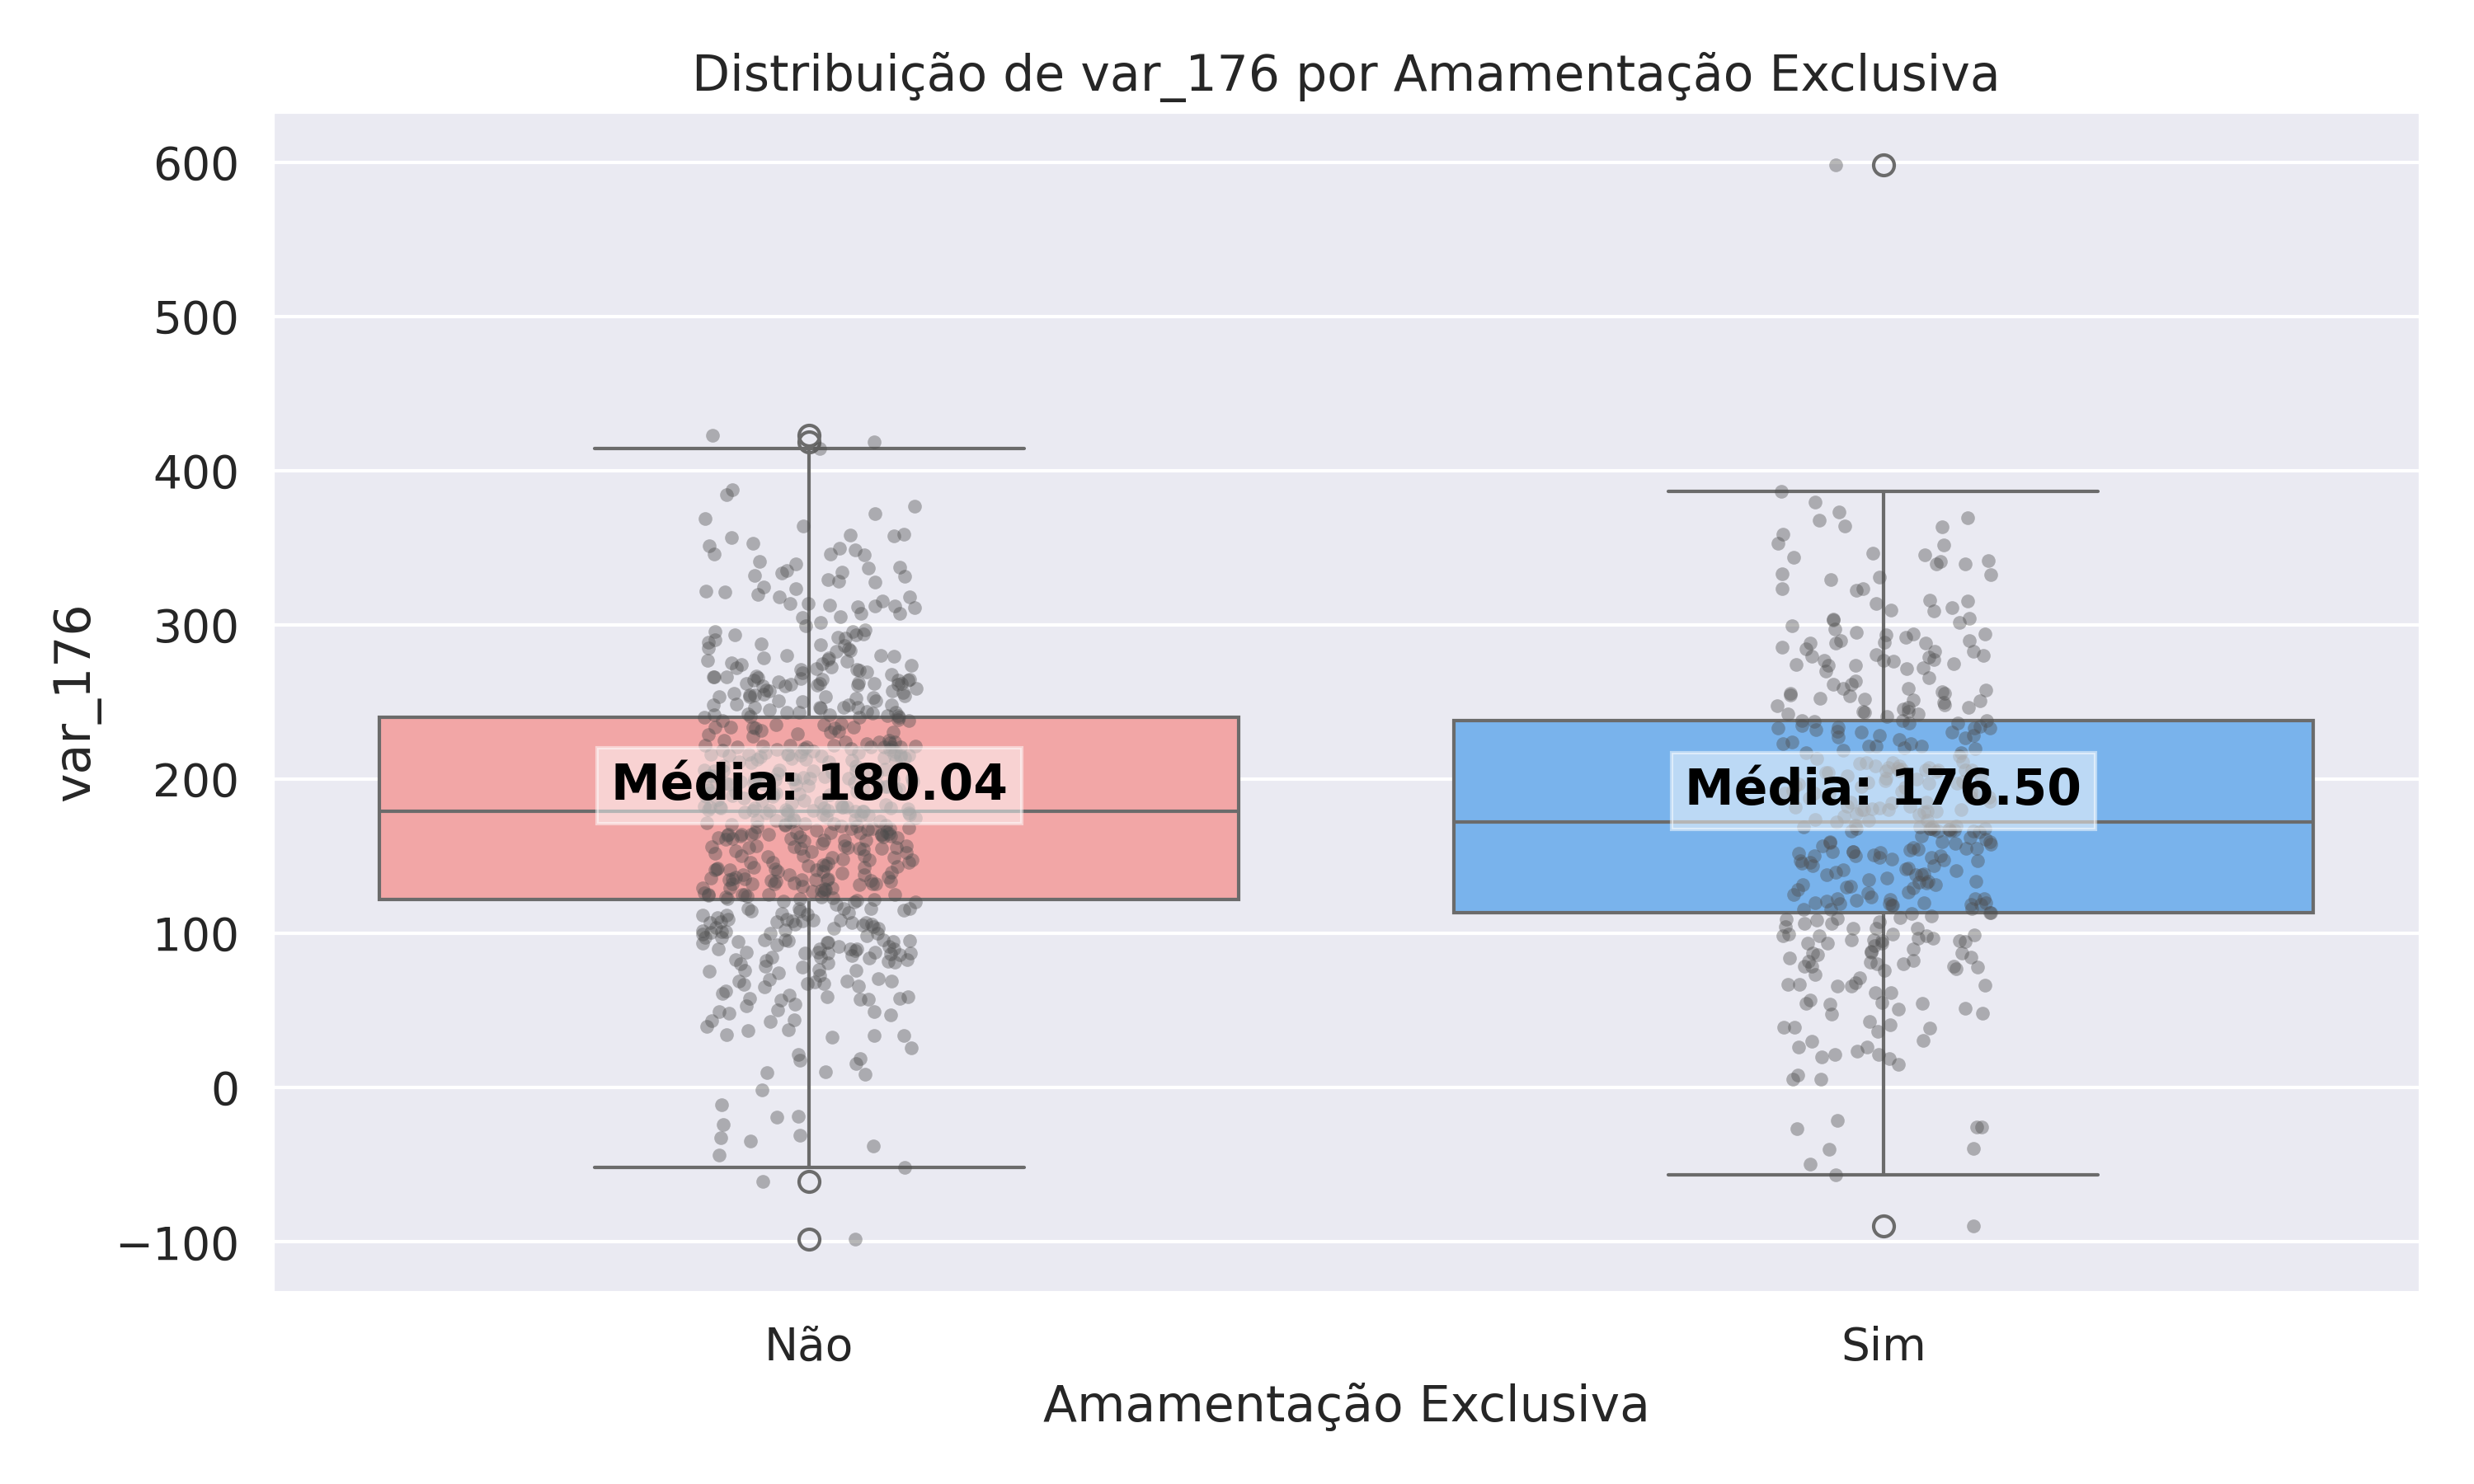 Distribuição de var_176 por Amamentação Exclusiva
600
500
400
300
200
100
0
−100
var_176
Média: 180.04
Média: 176.50
Não
Sim
Amamentação Exclusiva